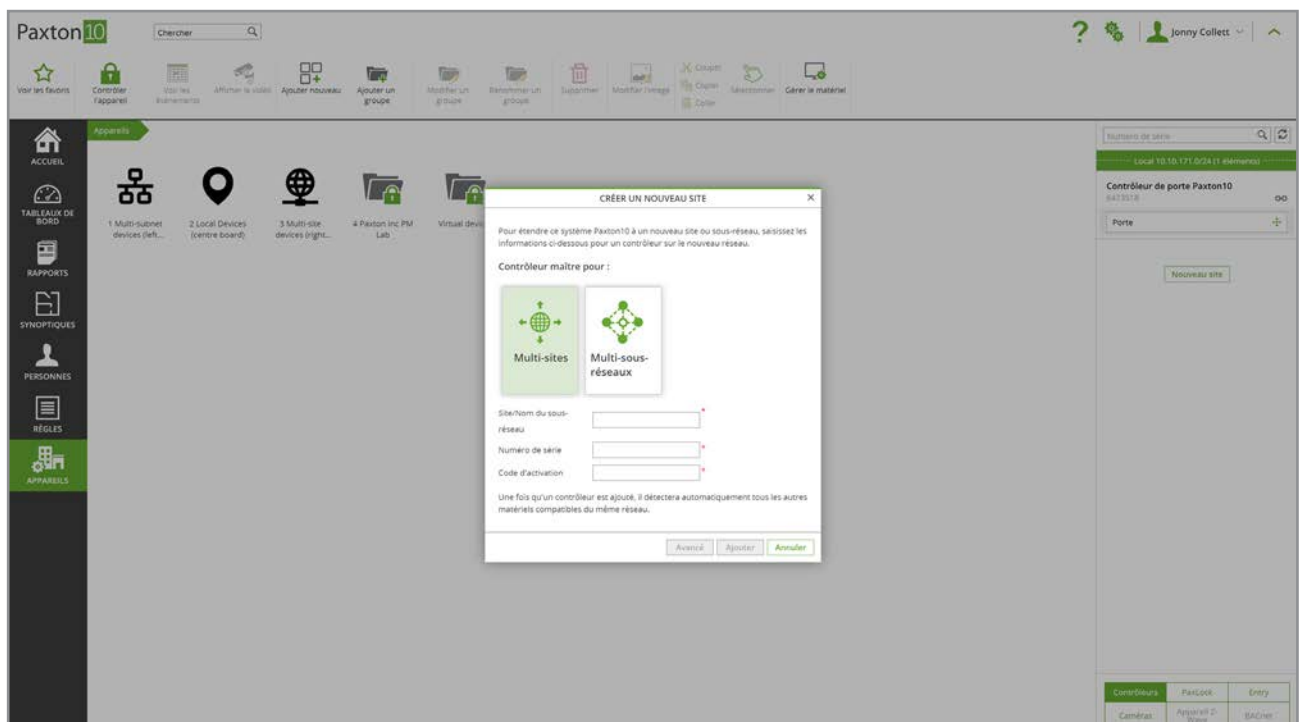 Paxton10
Chercher
Jonny Collett
Voir les favoris
Contrôler
l'appareil
Voir les
événements
Afficher la vidéo
Ajouter nouveau
Ajouter un
groupe
Modifier un
groupe
Renommer un
groupe
Supprimer
Modifier l'image
Couper
Copier
Coller
Sélectionner
Gérer le matériel
ACCUEIL
TABLEAUX DE
BORD
RAPPORTS
SYNOPTIQUES
PERSONNES
RÈGLES
APPAREILS
Appareils
1 Multi-subnet
devices (left...
2 Local Devices
(centre board)
3 Multi-site
devices (right...
4 Paxton inc PM
Lab
Virtual devic
CRÉER UN NOUVEAU SITE
Pour étendre ce système Paxton10 à un nouveau site ou sous-réseau, saisissez les
informations ci-dessous pour un contrôleur sur le nouveau réseau.
Contrôleur maître pour :
Multi-sites
Multi-sous-
réseaux
Site/Nom du sous-
réseau
*
Numéro de série
*
Code d'activation
*
Une fois qu'un contrôleur est ajouté, il détectera automatiquement tous les autres
matériels compatibles du même réseau.
Avancé
Ajouter
Annuler
Numéro de série
Local 10.10.171.0/24 (1 éléments)
Contrôleur de porte Paxton10
Porte
Nouveau site
Contrôleurs
PaxLock
Entry
Caméras
Appareil Z-
Wave
BACnet